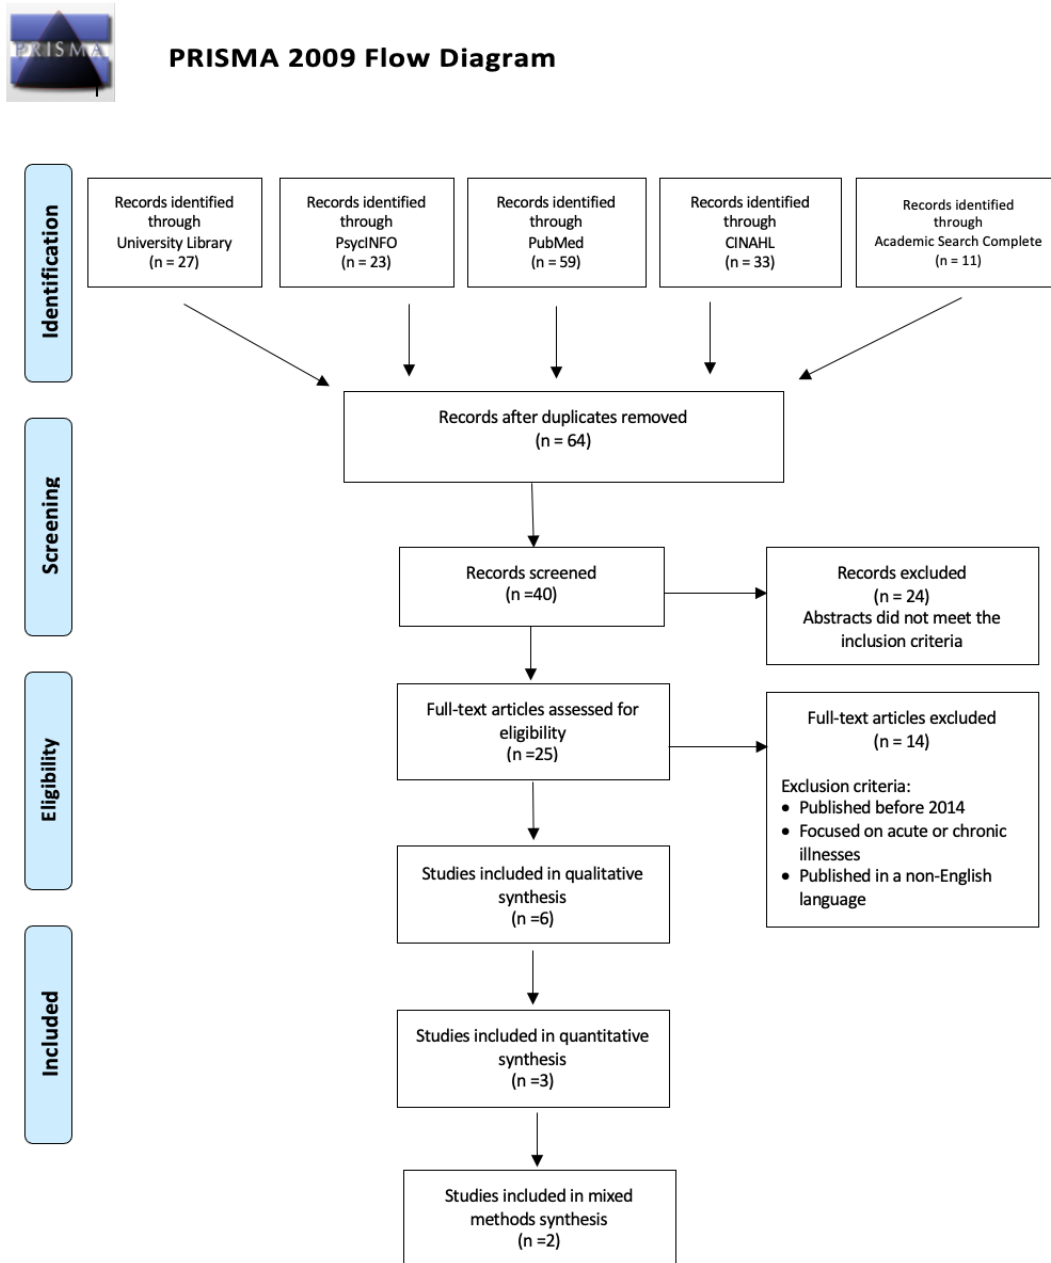 PRISMA
PRISMA 2009 Flow Diagram
Identification
Records identified
through
University Library
(n = 27)
Records identified
through
PsycINFO
(n = 23)
Records identified
through
PubMed
(n = 59)
Records identified
through
CINAHL
(n = 33)
Records identified
through
Academic Search Complete
(n = 11)
Records after duplicates removed
(n = 64)
Screening
Records screened
(n =40)
Records excluded
(n = 24)
Abstracts did not meet the
inclusion criteria
Eligibility
Full-text articles assessed for
eligibility
(n =25)
Full-text articles excluded
(n = 14)
Exclusion criteria:
• Published before 2014
• Focused on acute or chronic
illnesses
• Published in a non-English
language
Studies included in qualitative
synthesis
(n =6)
Included
Studies included in quantitative
synthesis
(n =3)
Studies included in mixed
methods synthesis
(n =2)